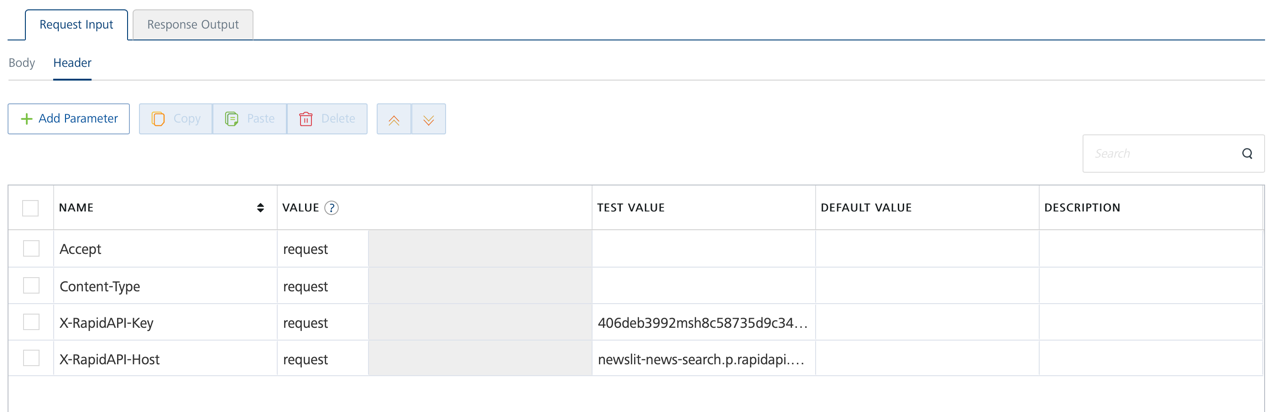 Request Input Response Output
Body Header
Add Parameter Copy Paste Delete
Search
NAME VALUE ? TEST VALUE DEFAULT VALUE DESCRIPTION
Accept request
Content-Type request
X-RapidAPI-Key request 406deb3992msh8c58735d9c34...
X-RapidAPI-Host request newslit-news-search.p.rapidapi....